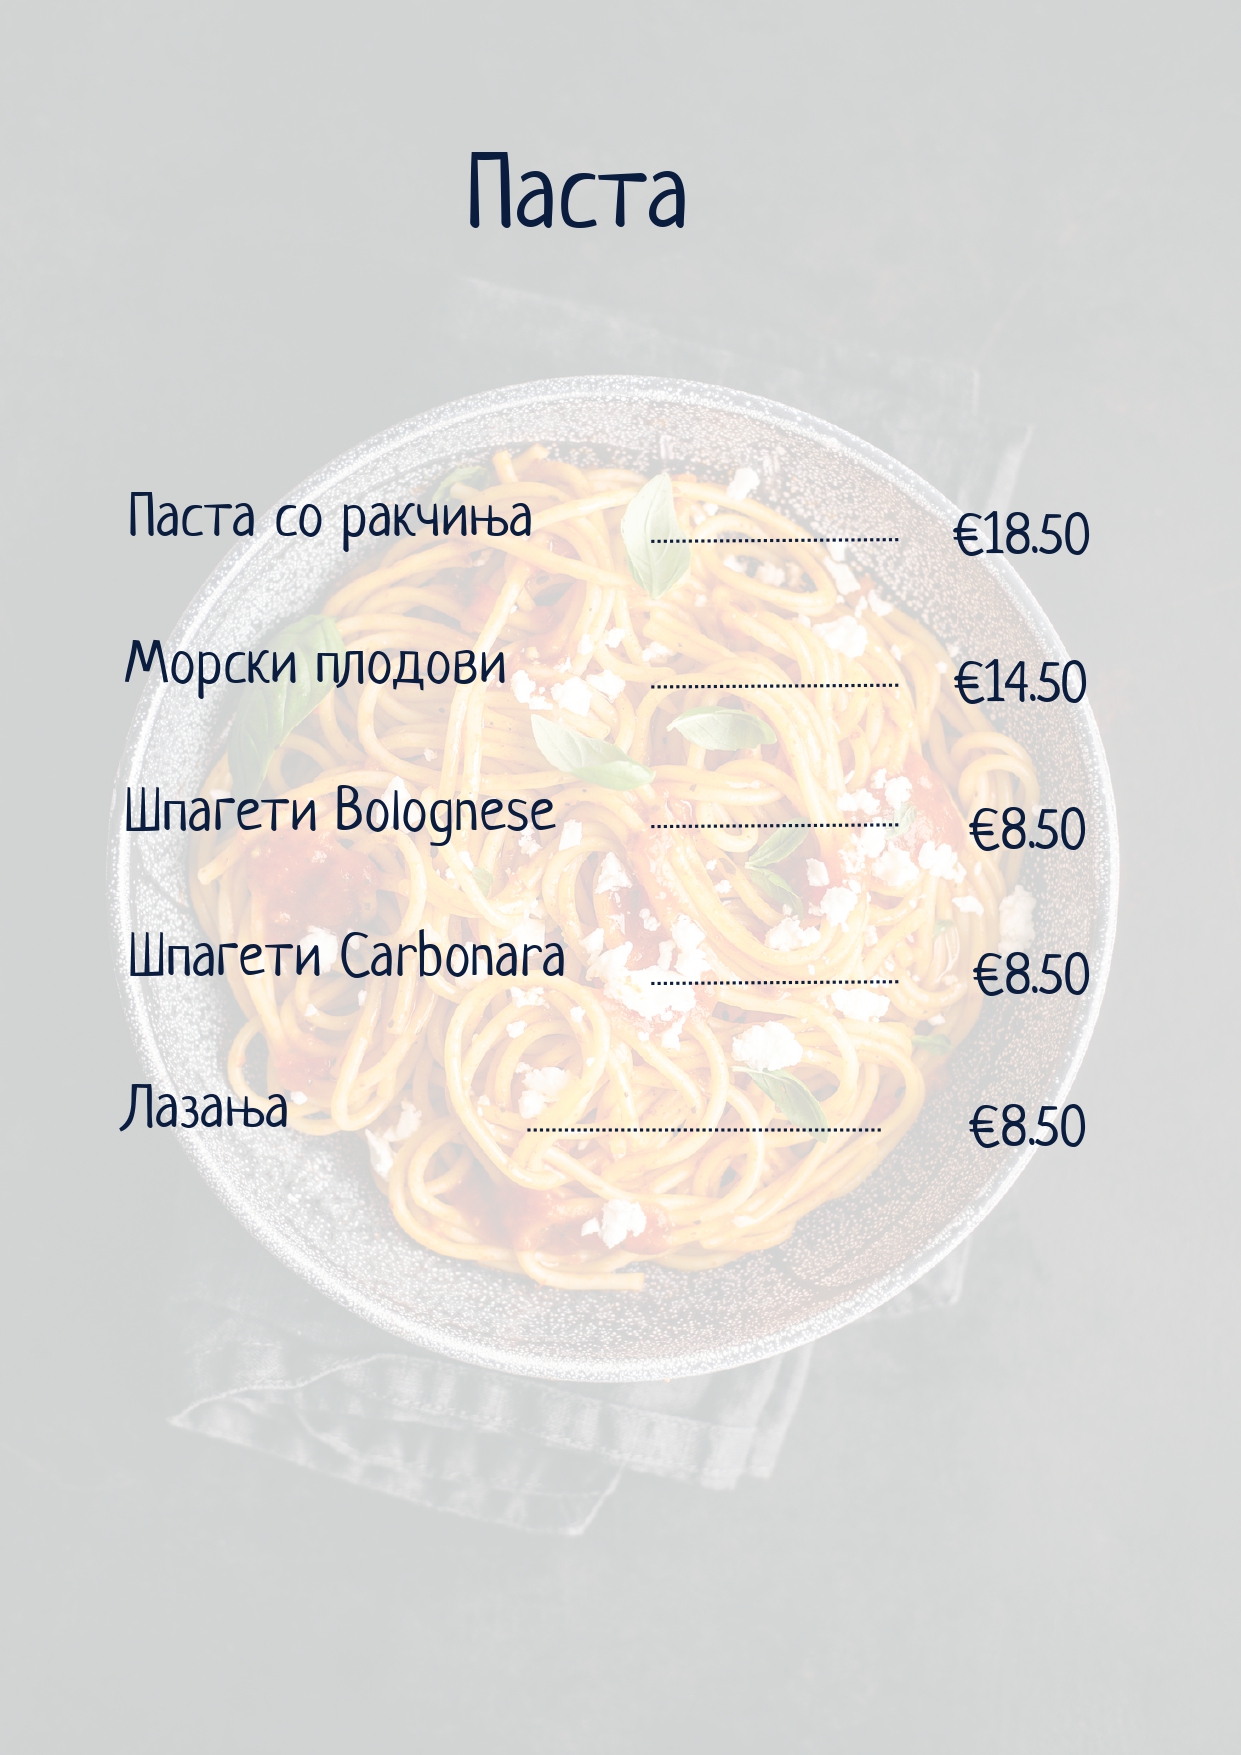 Паста
Паста со ракчиња ........................ €18.50
Морски плодови ........................ €14.50
Шпагети Bolognese ........................ €8.50
Шпагети Carbonara ........................ €8.50
Лазања ........................ €8.50